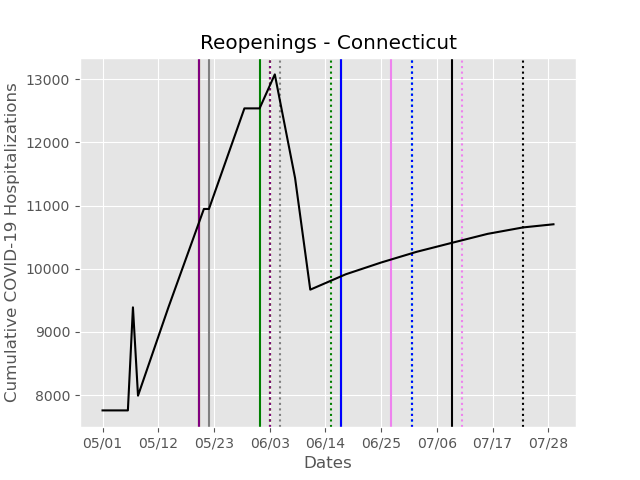 Reopenings - Connecticut
Cumulative COVID-19 Hospitalizations
13000
12000
11000
10000
9000
8000
05/01 05/12 05/23 06/03 06/14 06/25 07/06 07/17 07/28
Dates